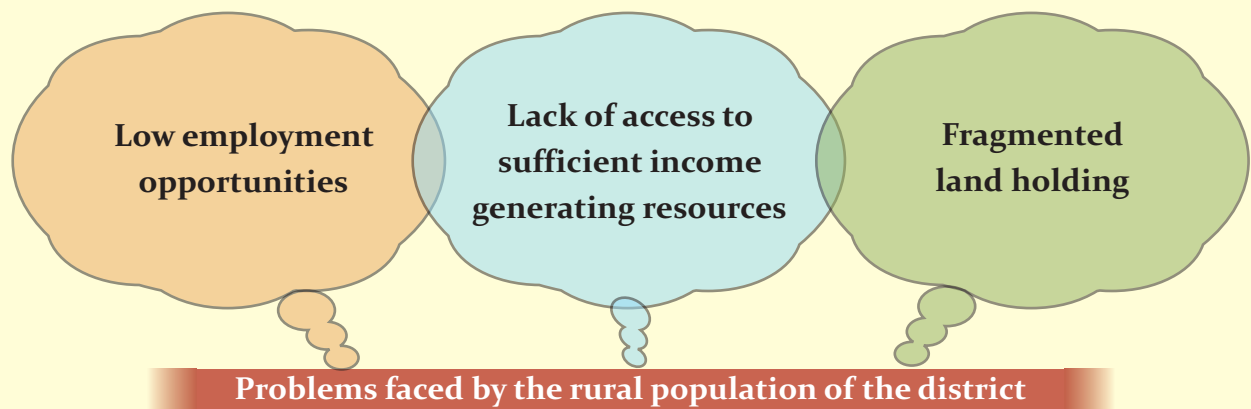 Low employment
opportunities
Lack of access to
sufficient income
generating resources
Fragmented
land holding
Problems faced by the rural population of the district